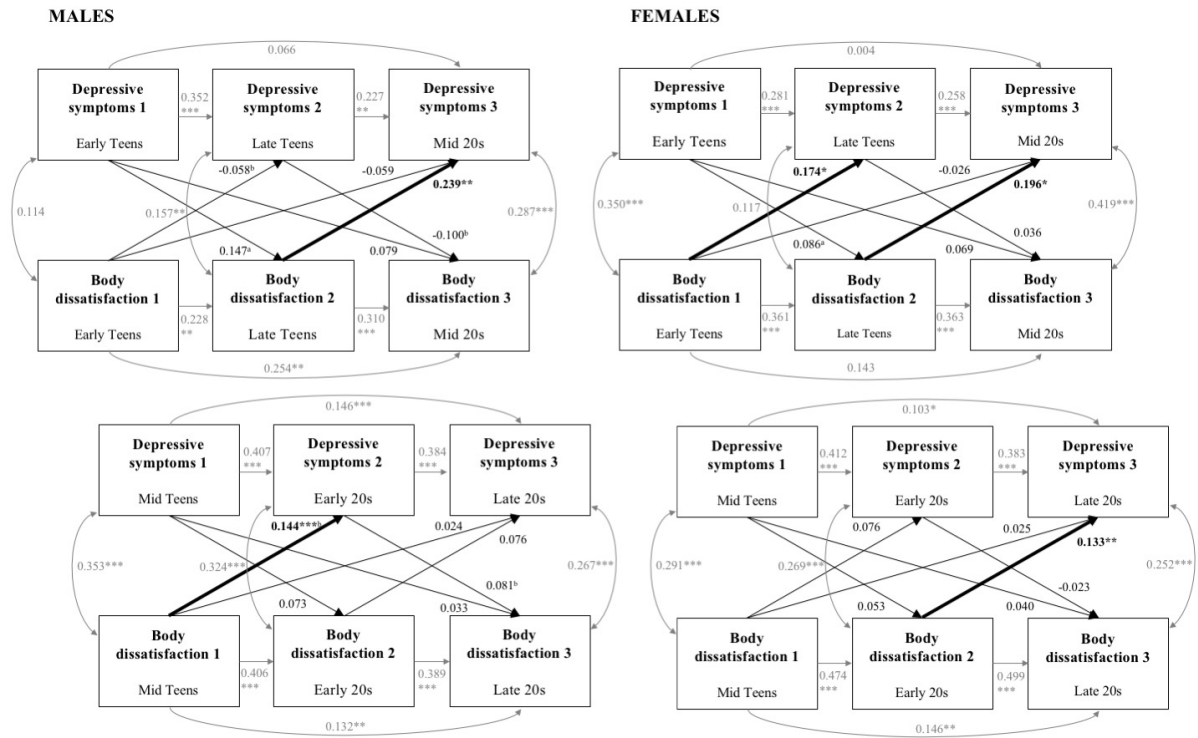 MALES
0.066
Depressive
symptoms 1
Early Teens
0.352
***
Depressive
symptoms 2
Late Teens
0.227
**
Depressive
symptoms 3
Mid 20s
-0.058ᵇ
-0.059
0.239**
0.114
0.157**
0.287***
-0.100ᵇ
0.147ᵃ
0.079
Body
dissatisfaction 1
Early Teens
0.228
**
Body
dissatisfaction 2
Late Teens
0.310
***
Body
dissatisfaction 3
Mid 20s
0.254**
FEMALES
0.004
Depressive
symptoms 1
Early Teens
0.281
***
Depressive
symptoms 2
Late Teens
0.258
***
Depressive
symptoms 3
Mid 20s
0.174*
-0.026
0.196*
0.350***
0.117
0.419***
0.036
0.086ᵃ
0.069
Body
dissatisfaction 1
Early Teens
0.361
***
Body
dissatisfaction 2
Late Teens
0.363
***
Body
dissatisfaction 3
Mid 20s
0.143
0.146***
Depressive
symptoms 1
Mid Teens
0.407
***
Depressive
symptoms 2
Early 20s
0.384
***
Depressive
symptoms 3
Late 20s
0.144***ᵇ
0.024
0.076
0.353***
0.324***
0.267***
0.081ᵇ
0.073
0.033
Body
dissatisfaction 1
Mid Teens
0.406
***
Body
dissatisfaction 2
Early 20s
0.389
***
Body
dissatisfaction 3
Late 20s
0.132**
0.103*
Depressive
symptoms 1
Mid Teens
0.412
***
Depressive
symptoms 2
Early 20s
0.383
***
Depressive
symptoms 3
Late 20s
0.076
0.025
0.133**
0.291***
0.269***
0.252***
-0.023
0.053
0.040
Body
dissatisfaction 1
Mid Teens
0.474
***
Body
dissatisfaction 2
Early 20s
0.499
***
Body
dissatisfaction 3
Late 20s
0.146**